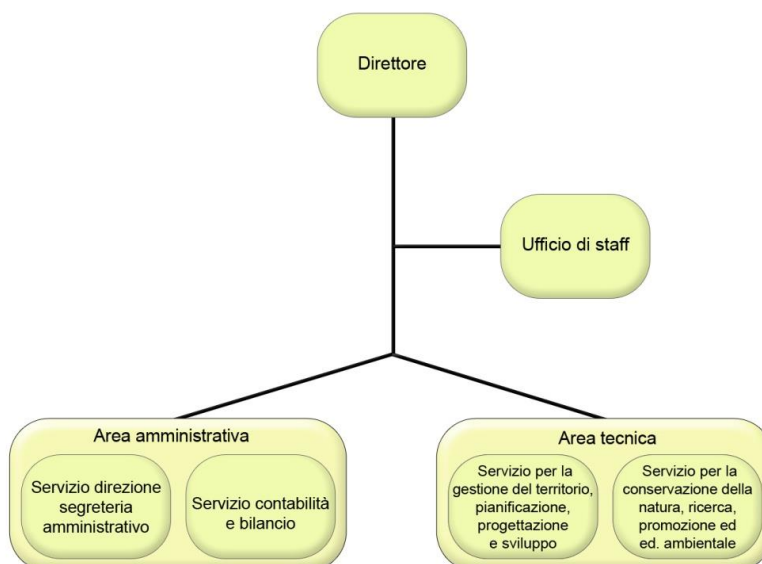 Direttore
Ufficio di staff
Area amministrativa
Servizio direzione
segreteria
amministrativo
Servizio contabilità
e bilancio
Area tecnica
Servizio per la
gestione del territorio,
pianificazione,
progettazione
e sviluppo
Servizio per la
conservazione della
natura, ricerca,
promozione ed
ed. ambientale